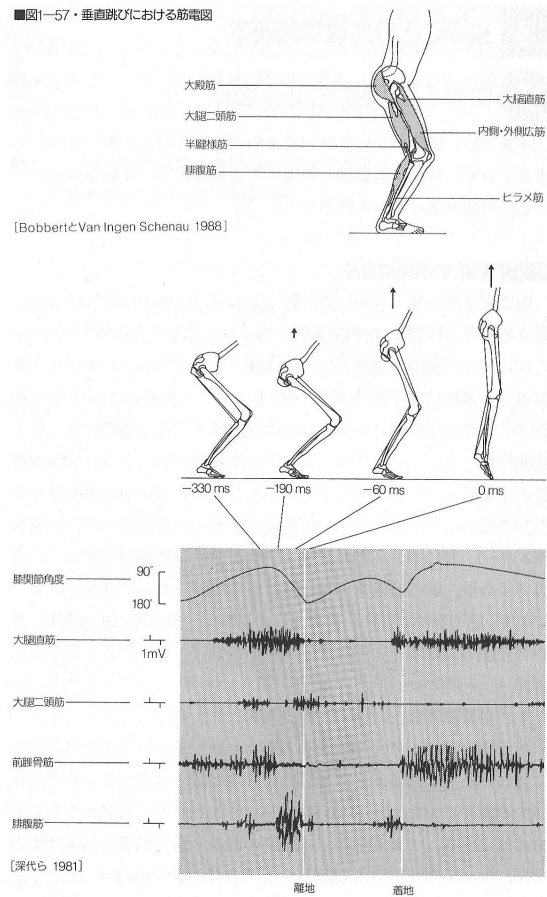 ■図1-57・垂直跳びにおける筋電図
大殿筋
大腿直筋
大腿二頭筋
内側・外側広筋
半腱様筋
腓腹筋
ヒラメ筋
[BobbertとVan Ingen Schenau 1988]
-330 ms
-190 ms
-60 ms
0 ms
膝関節角度
90°
180°
大腿直筋
1mV
大腿二頭筋
前脛骨筋
腓腹筋
[深代ら 1981]
離地
着地